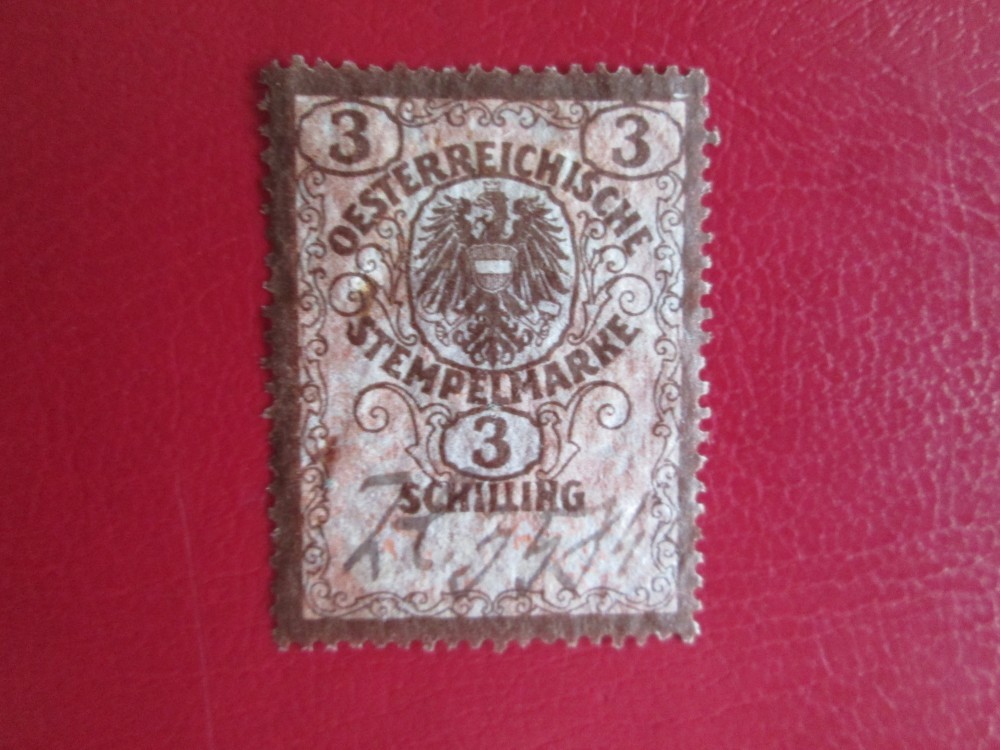 3 3
OESTERREICHISCHE
STEMPELMARKE
3
SCHILLING